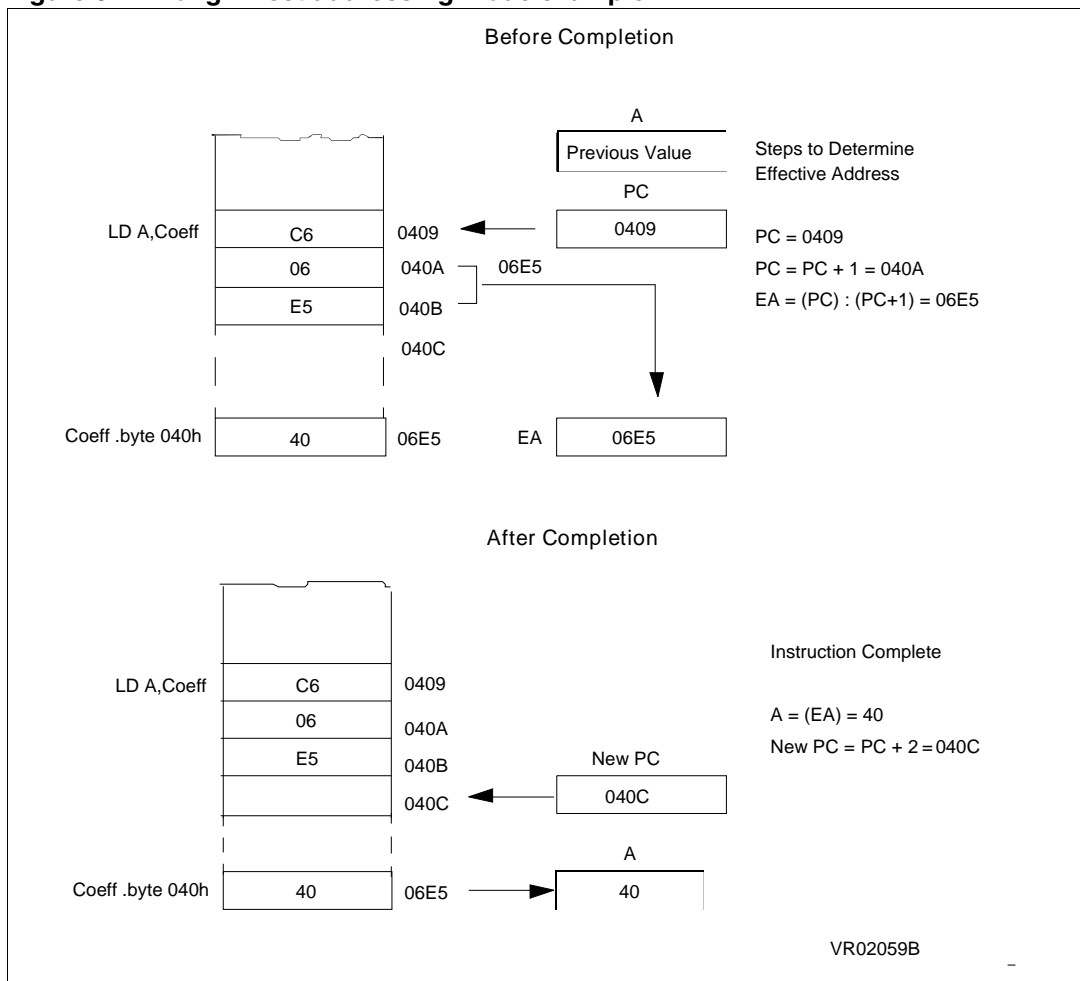 Before Completion
A
Previous Value
Steps to Determine
Effective Address
PC
LD A,Coeff
C6
0409
0409
PC = 0409
06
040A
06E5
PC = PC + 1 = 040A
E5
040B
EA = (PC) : (PC+1) = 06E5
040C
Coeff .byte 040h
40
06E5
EA
06E5
After Completion
Instruction Complete
LD A,Coeff
C6
0409
A = (EA) = 40
06
040A
New PC = PC + 2 = 040C
E5
040B
New PC
040C
040C
A
Coeff .byte 040h
40
06E5
40
VR02059B